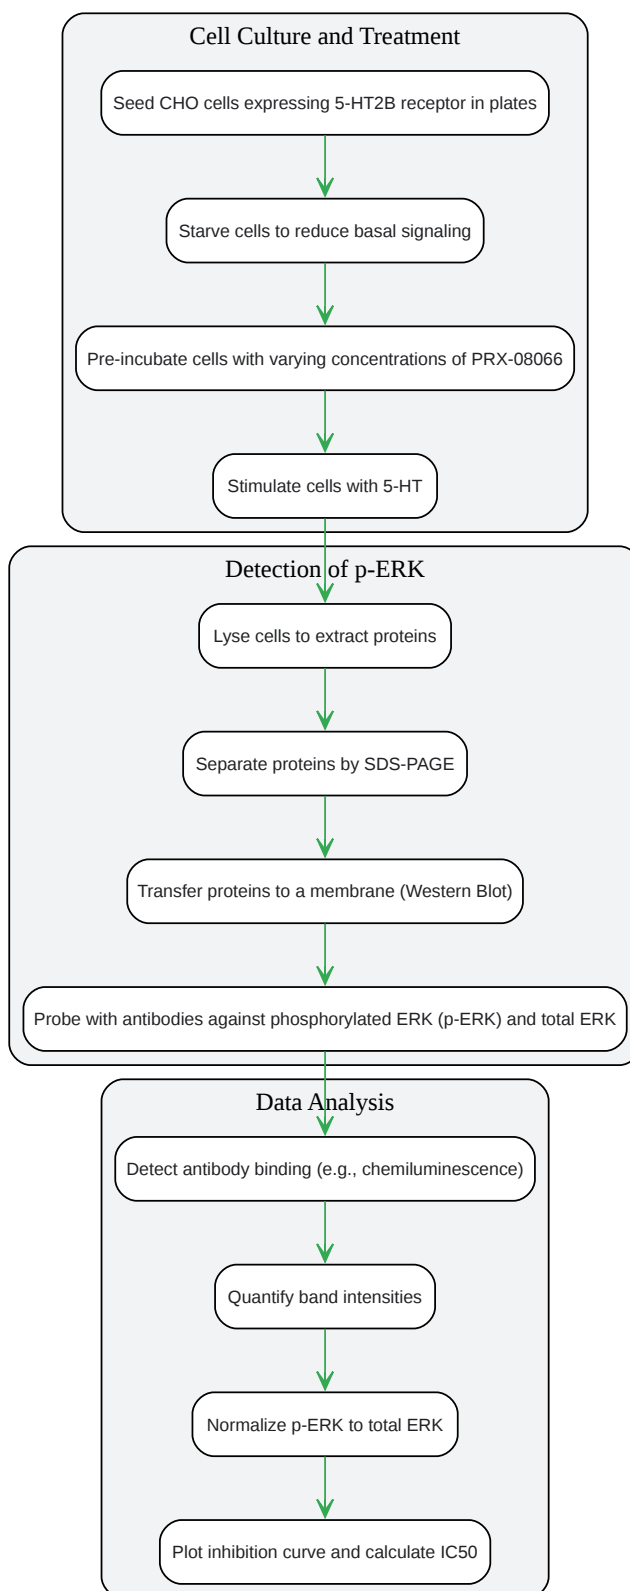 Cell Culture and Treatment
Seed CHO cells expressing 5-HT2B receptor in plates
Starve cells to reduce basal signaling
Pre-incubate cells with varying concentrations of PRX-08066
Stimulate cells with 5-HT
Detection of p-ERK
Lyse cells to extract proteins
Separate proteins by SDS-PAGE
Transfer proteins to a membrane (Western Blot)
Probe with antibodies against phosphorylated ERK (p-ERK) and total ERK
Data Analysis
Detect antibody binding (e.g., chemiluminescence)
Quantify band intensities
Normalize p-ERK to total ERK
Plot inhibition curve and calculate IC50